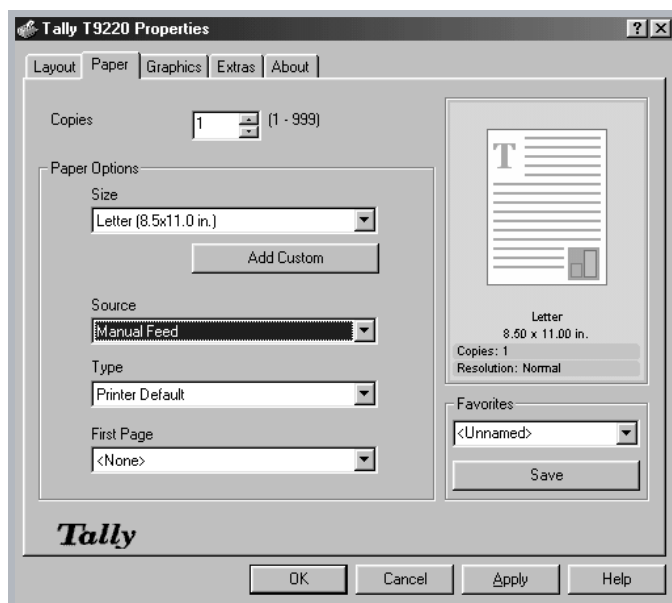 Tally T9220 Properties
Layout Paper Graphics Extras About
Copies 1 (1 - 999)
Paper Options
Size
Letter (8.5x11.0 in.)
Add Custom
Source
Manual Feed
Type
Printer Default
First Page
<None>
T
Letter
8.50 x 11.00 in.
Copies: 1
Resolution: Normal
Favorites
<Unnamed>
Save
Tally
OK Cancel Apply Help